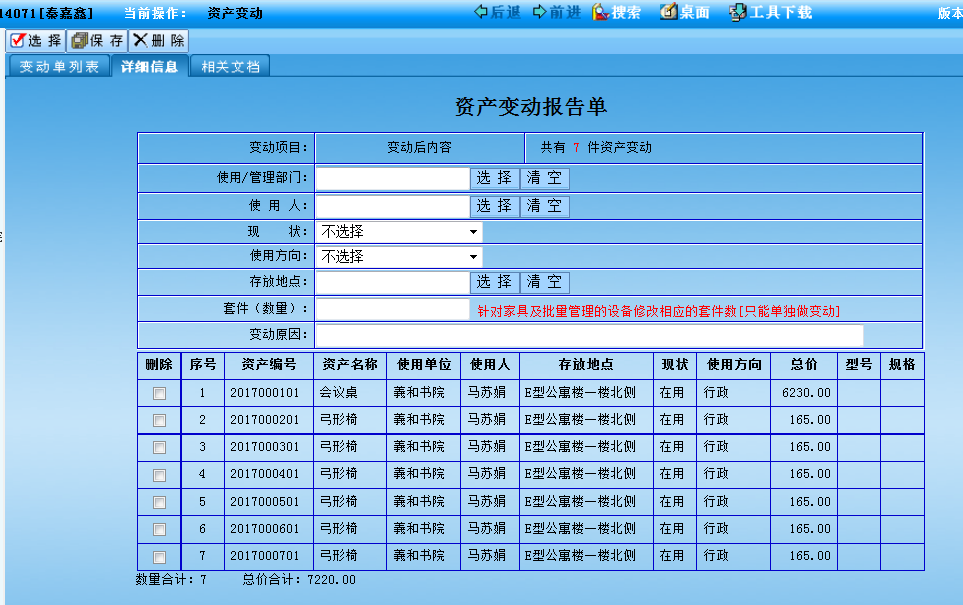 14071[秦嘉鑫] 当前操作： 资产变动 后退 前进 搜索 桌面 工具下载 版本
选 择 保 存 删 除
变动单列表 详细信息 相关文档
资产变动报告单
变动项目： 变动后内容 共有 7 件资产变动
使用/管理部门： 选 择 清 空
使 用 人： 选 择 清 空
现 状： 不选择
使用方向： 不选择
存放地点： 选 择 清 空
套件（数量）： 针对家具及批量管理的设备修改相应的套件数[只能单独做变动]
变动原因：
删除 序号 资产编号 资产名称 使用单位 使用人 存放地点 现状 使用方向 总价 型号 规格
1 2017000101 会议桌 義和书院 马苏娟 E型公寓楼一楼北侧 在用 行政 6230.00
2 2017000201 弓形椅 義和书院 马苏娟 E型公寓楼一楼北侧 在用 行政 165.00
3 2017000301 弓形椅 義和书院 马苏娟 E型公寓楼一楼北侧 在用 行政 165.00
4 2017000401 弓形椅 義和书院 马苏娟 E型公寓楼一楼北侧 在用 行政 165.00
5 2017000501 弓形椅 義和书院 马苏娟 E型公寓楼一楼北侧 在用 行政 165.00
6 2017000601 弓形椅 義和书院 马苏娟 E型公寓楼一楼北侧 在用 行政 165.00
7 2017000701 弓形椅 義和书院 马苏娟 E型公寓楼一楼北侧 在用 行政 165.00
数量合计：7 总价合计：7220.00